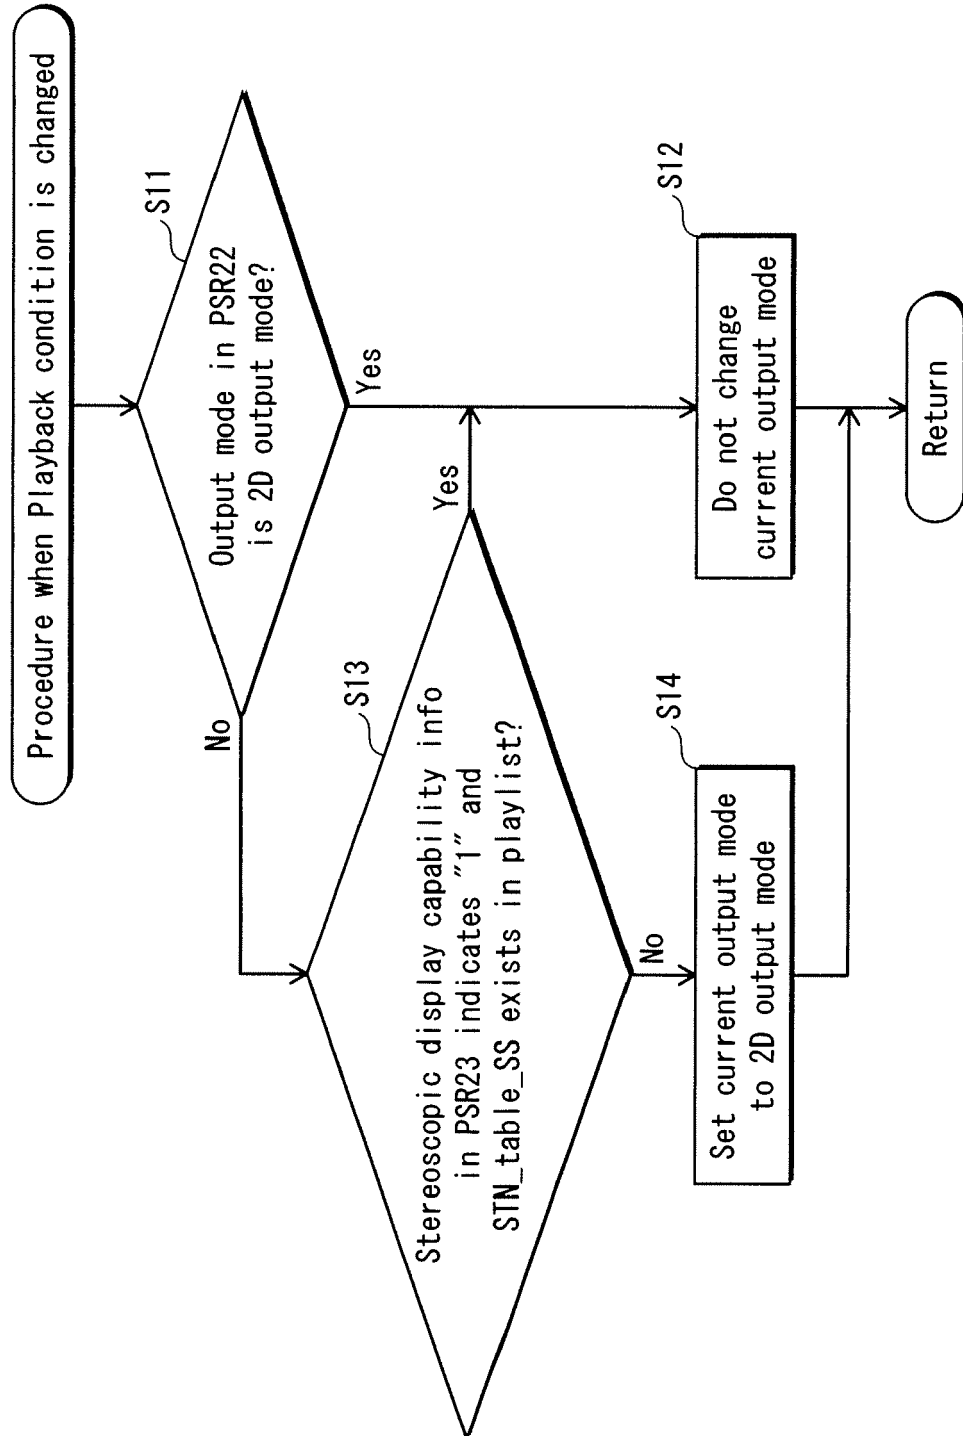 Procedure when Playback condition is changed
S11
Output mode in PSR22
is 2D output mode?
No
Yes
S13
Stereoscopic display capability info
in PSR23 indicates "1" and
STN_table_SS exists in playlist?
Yes
No
S12
Do not change
current output mode
S14
Set current output mode
to 2D output mode
Return